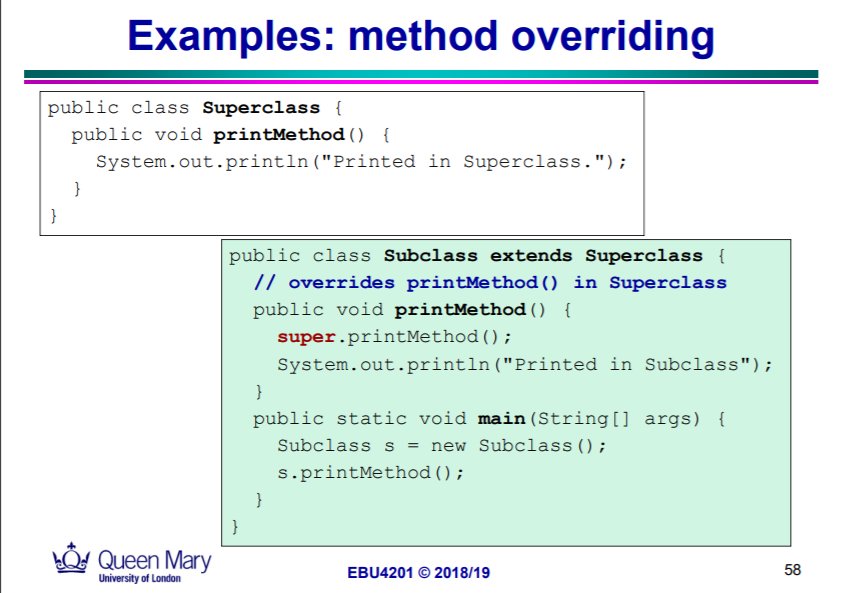 Examples: method overriding
public class Superclass {
  public void printMethod() {
    System.out.println("Printed in Superclass.");
  }
}
public class Subclass extends Superclass {
  // overrides printMethod() in Superclass
  public void printMethod() {
    super.printMethod();
    System.out.println("Printed in Subclass");
  }
  public static void main(String[] args) {
    Subclass s = new Subclass();
    s.printMethod();
  }
}
Queen Mary
University of London
EBU4201 © 2018/19
58